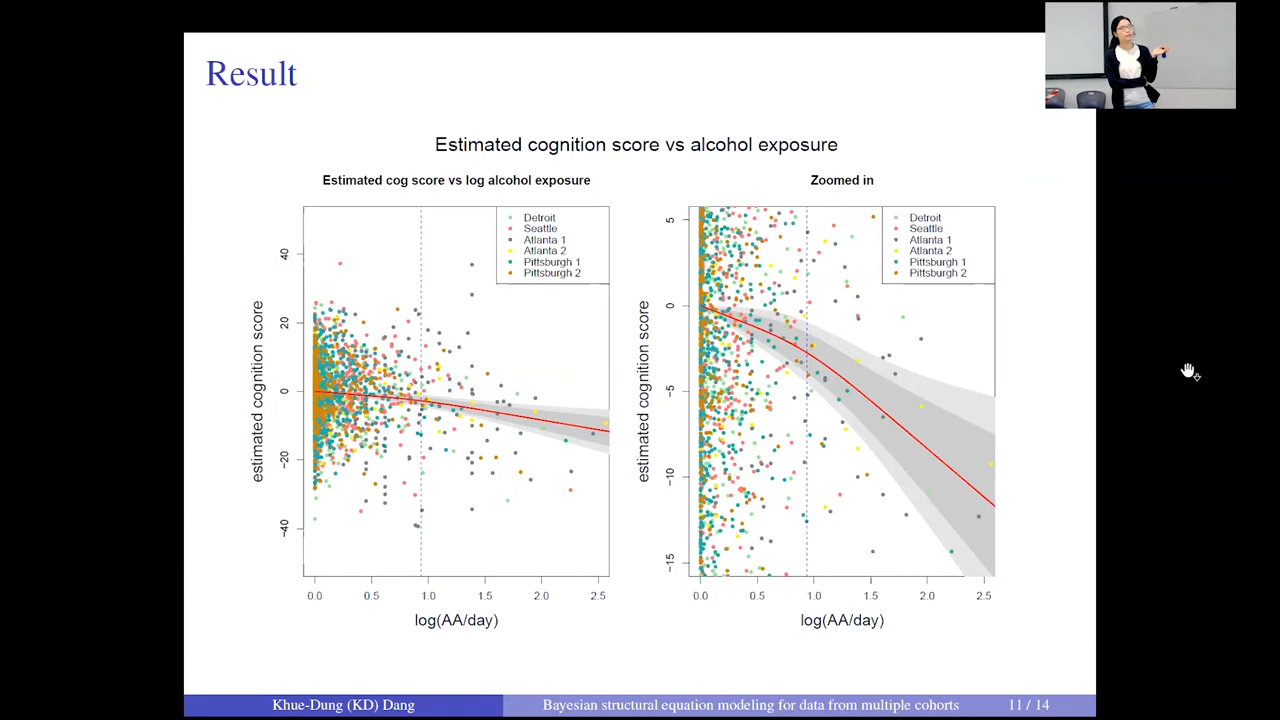 Result
Estimated cognition score vs alcohol exposure
Estimated cog score vs log alcohol exposure
Detroit
Seattle
Atlanta 1
Atlanta 2
Pittsburgh 1
Pittsburgh 2
estimated cognition score
40
20
0
−20
−40
0.0 0.5 1.0 1.5 2.0 2.5
log(AA/day)
Zoomed in
Detroit
Seattle
Atlanta 1
Atlanta 2
Pittsburgh 1
Pittsburgh 2
estimated cognition score
5
0
−5
−10
−15
0.0 0.5 1.0 1.5 2.0 2.5
log(AA/day)
Khue-Dung (KD) Dang Bayesian structural equation modeling for data from multiple cohorts 11 / 14